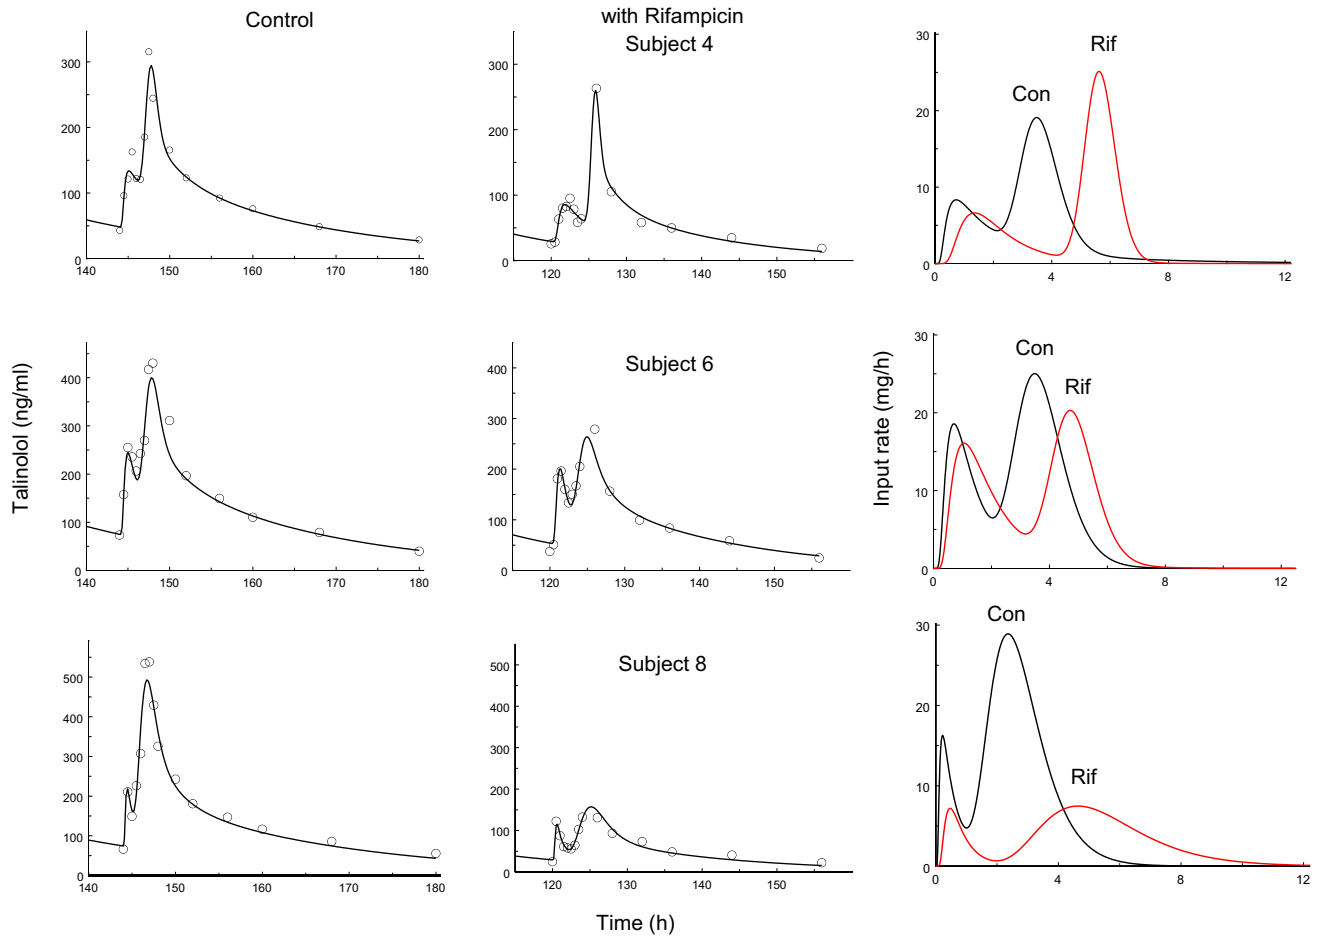 Control
with Rifampicin
Subject 4
300
200
100
0
140 150 160 170 180
300
200
100
0
120 130 140 150
30
20
10
0
0 4 8 12
Con
Rif
Talinolol (ng/ml)
400
300
200
100
0
140 150 160 170 180
Subject 6
400
300
200
100
0
120 130 140 150
Input rate (mg/h)
30
20
10
0
0 4 8 12
Con
Rif
500
400
300
200
100
0
140 150 160 170 180
Subject 8
500
400
300
200
100
0
120 130 140 150
30
20
10
0
0 4 8 12
Con
Rif
Time (h)